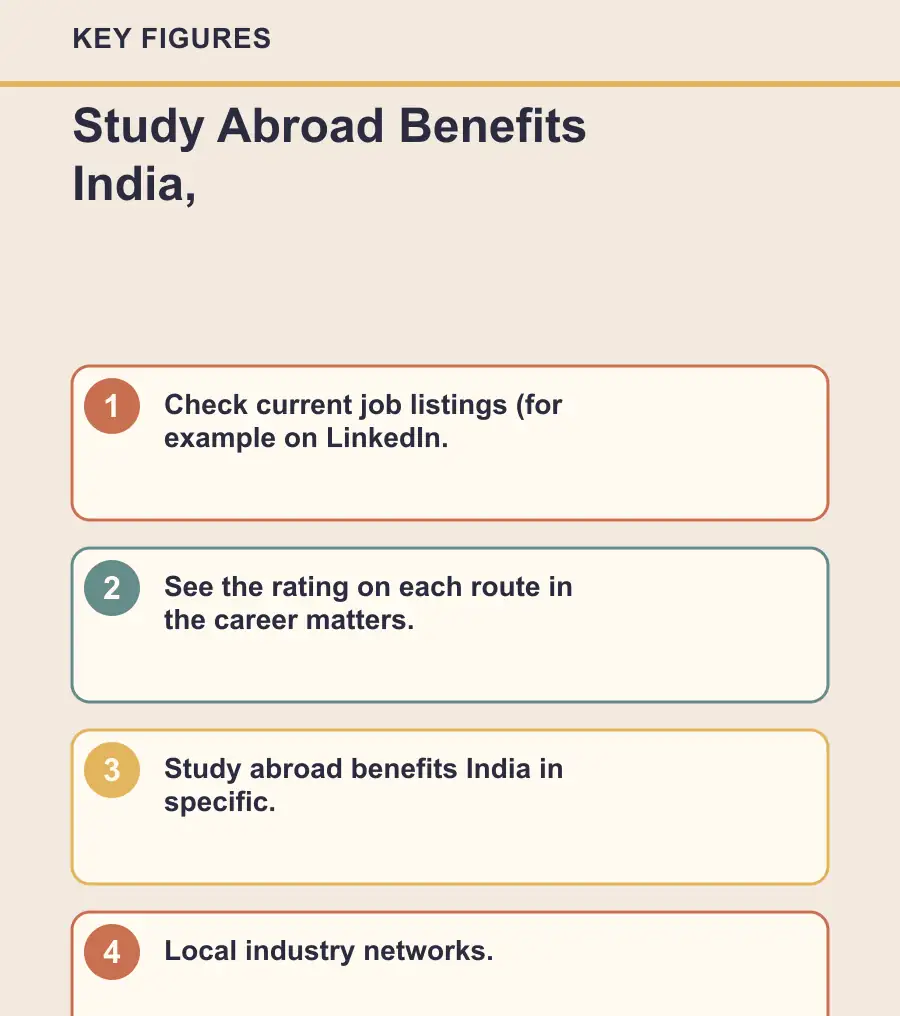 KEY FIGURES
Study Abroad Benefits
India,
1
Check current job listings (for
example on LinkedIn.
2
See the rating on each route in
the career matters.
3
Study abroad benefits India in
specific.
4
Local industry networks.